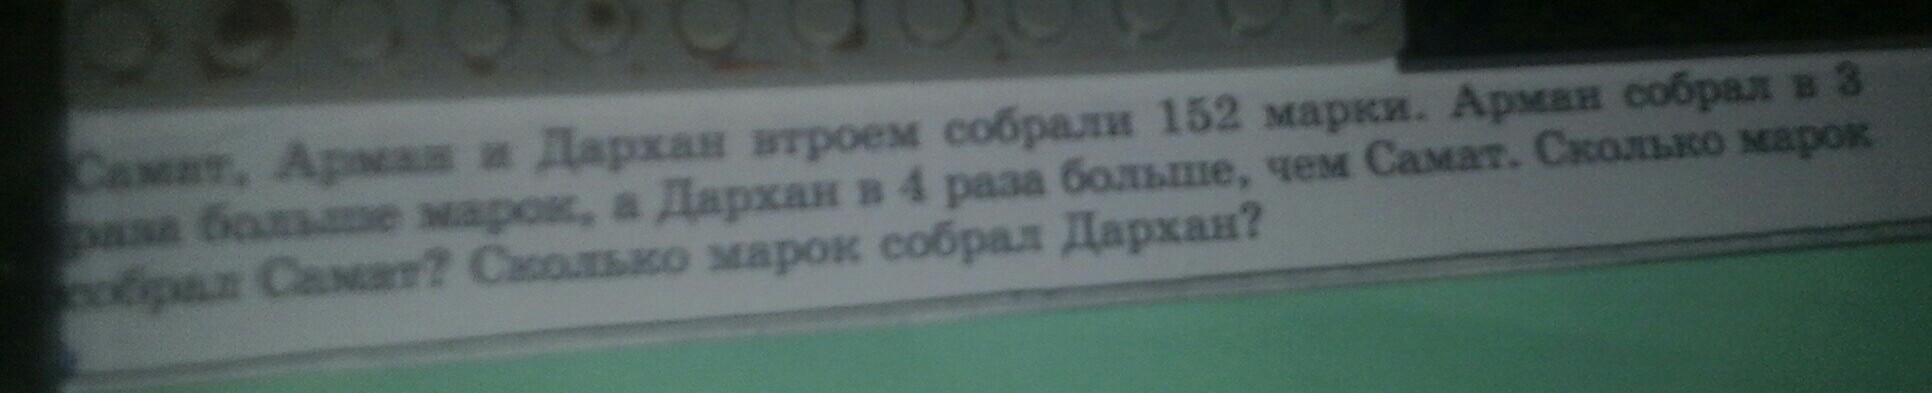 Самат, Арман и Дархан втроем собрали 152 марки. Арман собрал в 3
раза больше марок, а Дархан в 4 раза больше, чем Самат. Сколько марок
собрал Самат? Сколько марок собрал Дархан?